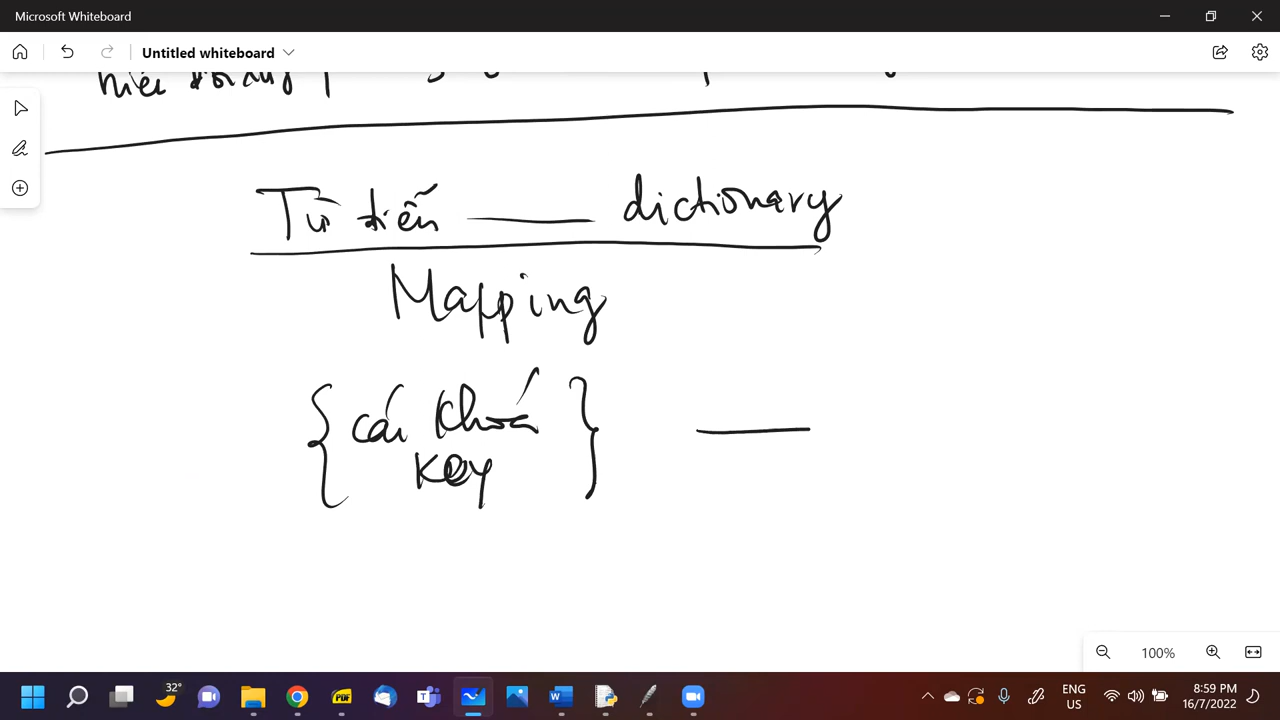 Microsoft Whiteboard
Untitled whiteboard
Từ điển — dictionary
Mapping
{ cái khoá }
key
100%
32°
ENG
US
8:59 PM
16/7/2022